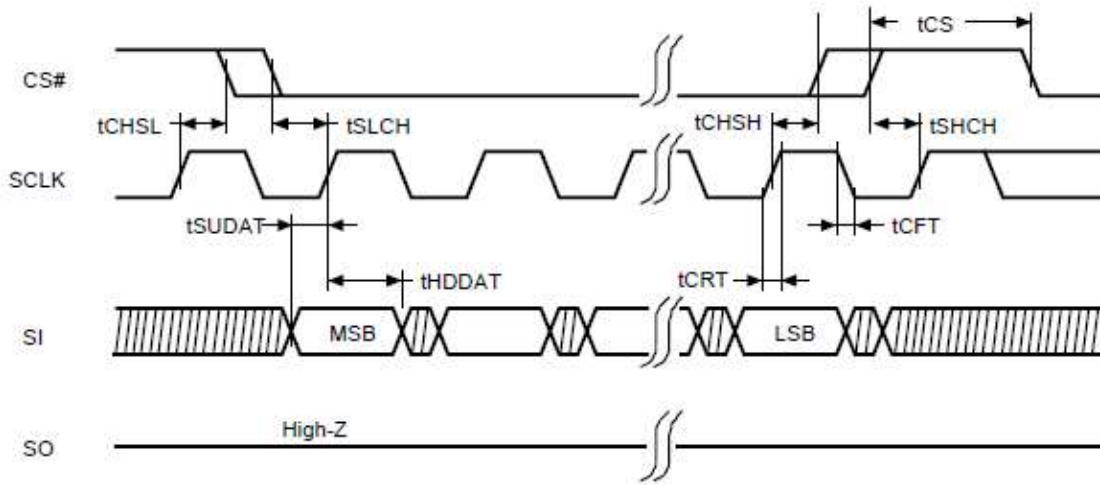 tCS
CS#
tCHSL
tSLCH
tCHSH
tSHCH
SCLK
tSUDAT
tCFT
tHDDAT
tCRT
SI
MSB
LSB
High-Z
SO